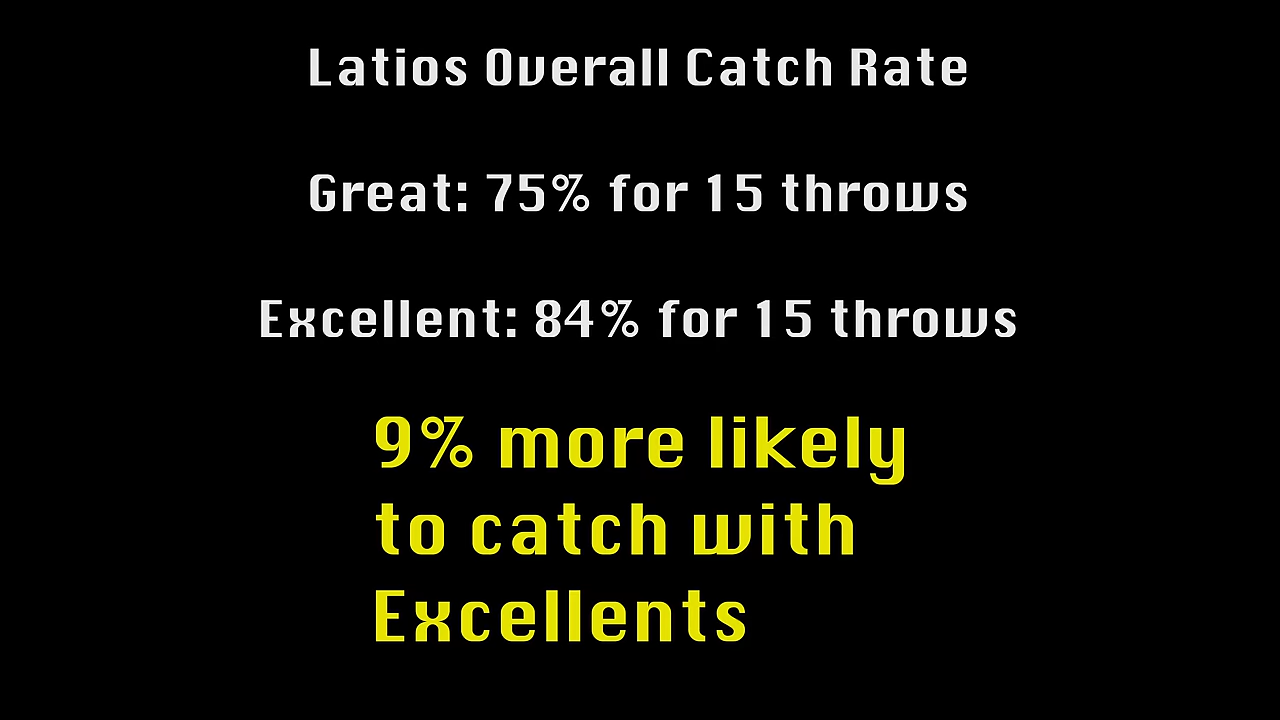 Latios Overall Catch Rate
Great: 75% for 15 throws
Excellent: 84% for 15 throws
9% more likely
to catch with
Excellents